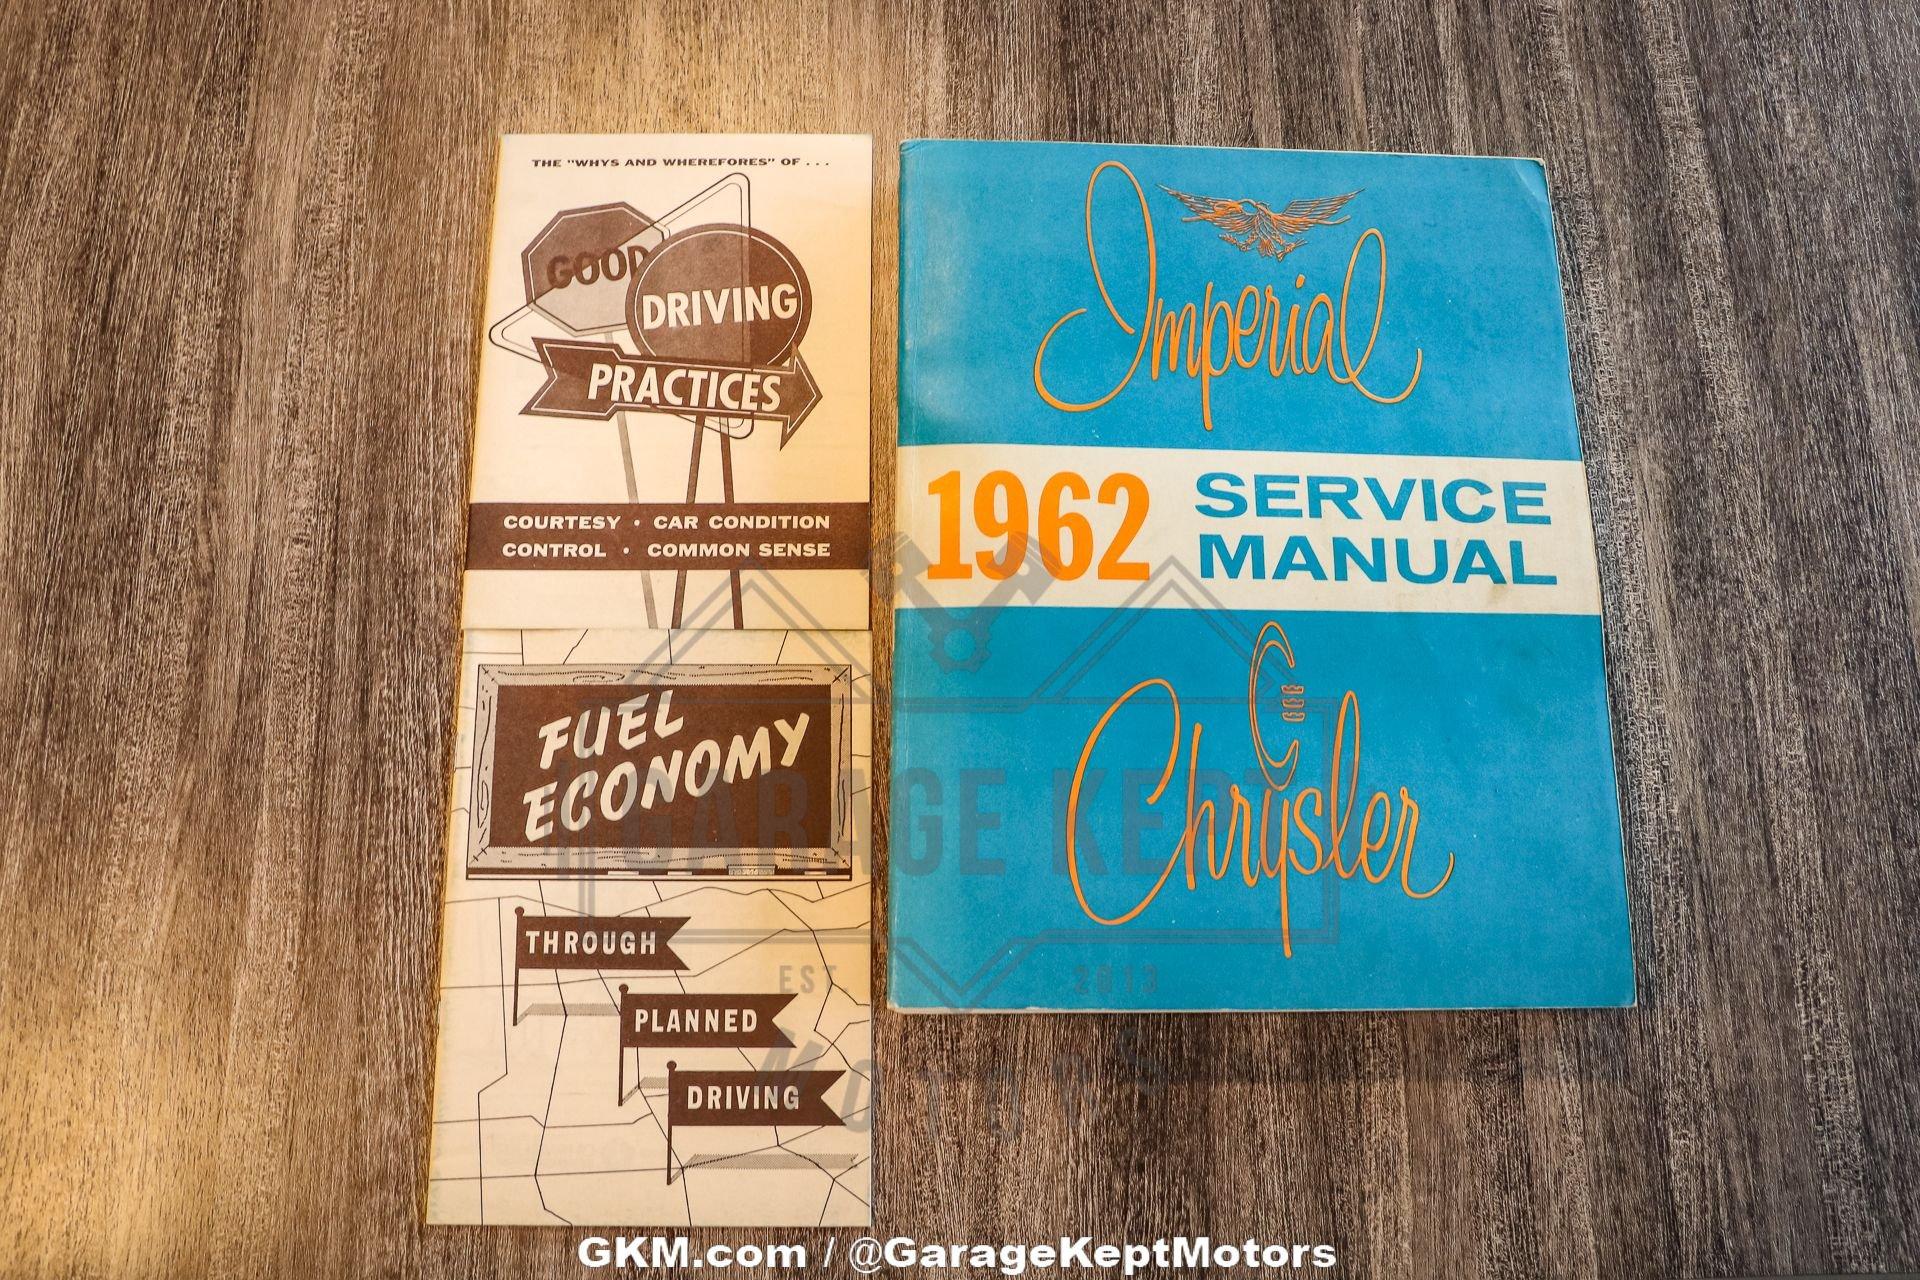 THE "WHYS AND WHEREFORES" OF . . .
GOOD
DRIVING
PRACTICES
COURTESY • CAR CONDITION
CONTROL • COMMON SENSE
FUEL
ECONOMY
THROUGH
PLANNED
DRIVING
Imperial
1962
SERVICE
MANUAL
Chrysler
GARAGE KEPT
EST. 2013
MOTORS
GKM.com / @GarageKeptMotors